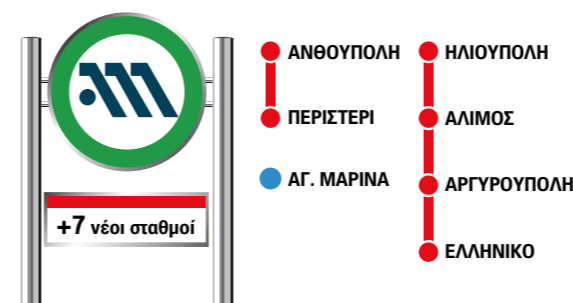 +7 νέοι σταθμοί
ΑΝΘΟΥΠΟΛΗ
ΠΕΡΙΣΤΕΡΙ
ΑΓ. ΜΑΡΙΝΑ
ΗΛΙΟΥΠΟΛΗ
ΑΛΙΜΟΣ
ΑΡΓΥΡΟΥΠΟΛΗ
ΕΛΛΗΝΙΚΟ